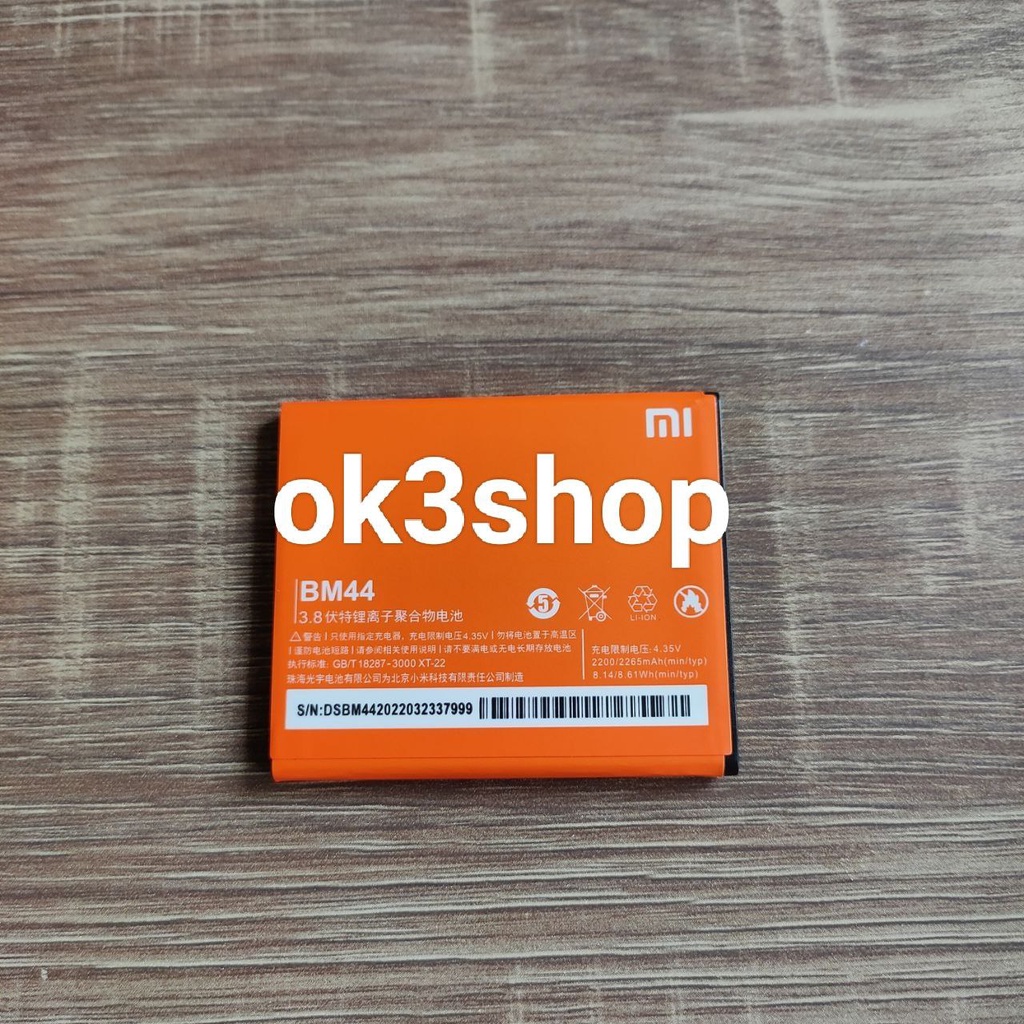 mi
ok3shop
BM44
3.8伏特锂离子聚合物电池
5
LI-ION
警告 | 只使用指定充电器, 充电限制电压4.35V | 勿将电池置于高温区
| 谨防电池短路 | 请参阅相关使用说明 | 请不要满电或无电长期存放电池
执行标准: GB/T 18287-3000 XT-22
珠海光宇电池有限公司为北京小米科技有限责任公司制造
充电限制电压: 4.35V
2200/2265mAh(min/typ)
8.14/8.61Wh(min/typ)
S/N:DSBM442022032337999